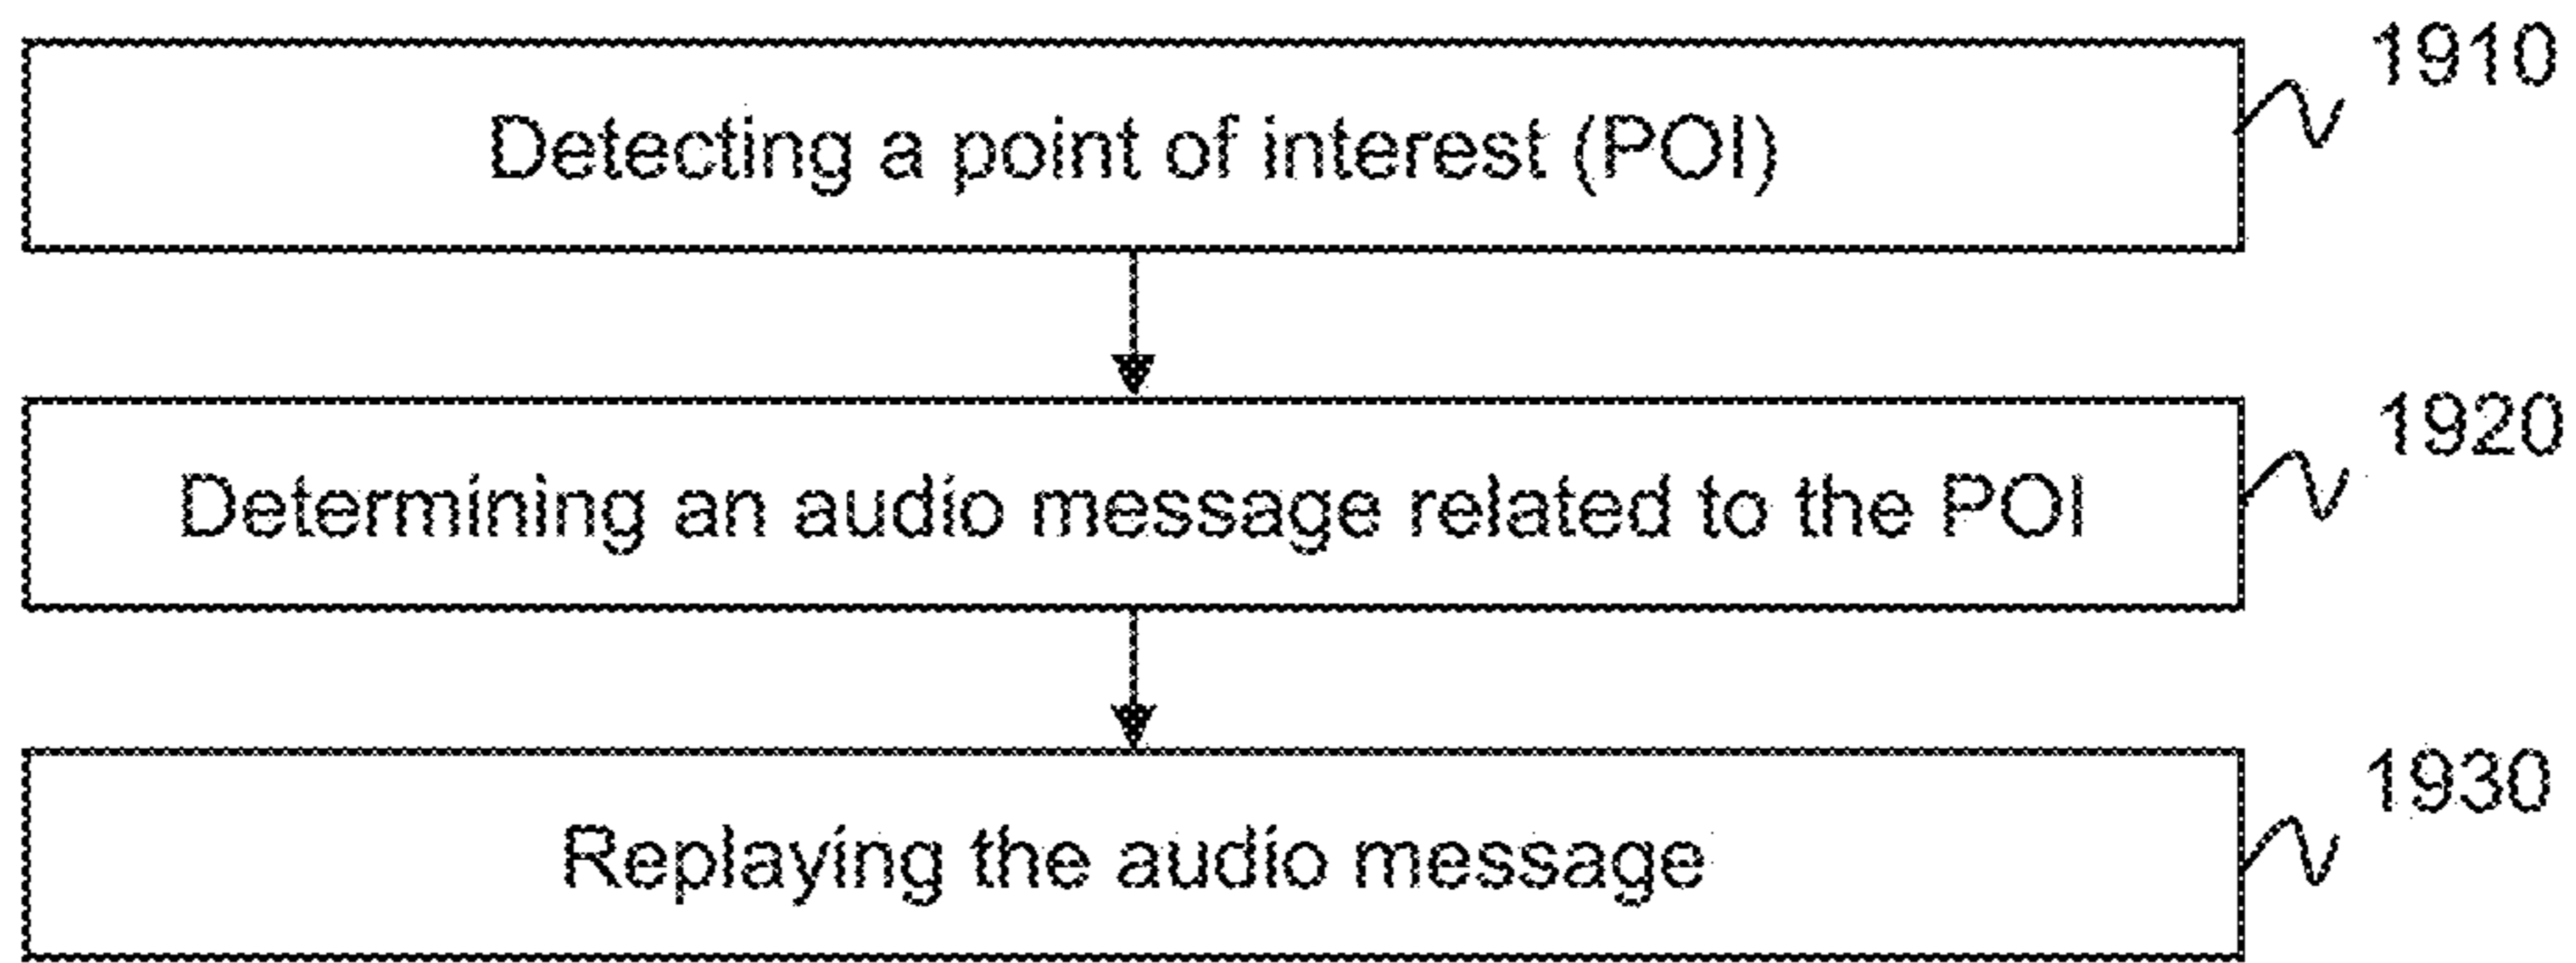 1910
Detecting a point of interest (POI)
1920
Determining an audio message related to the POI
1930
Replaying the audio message